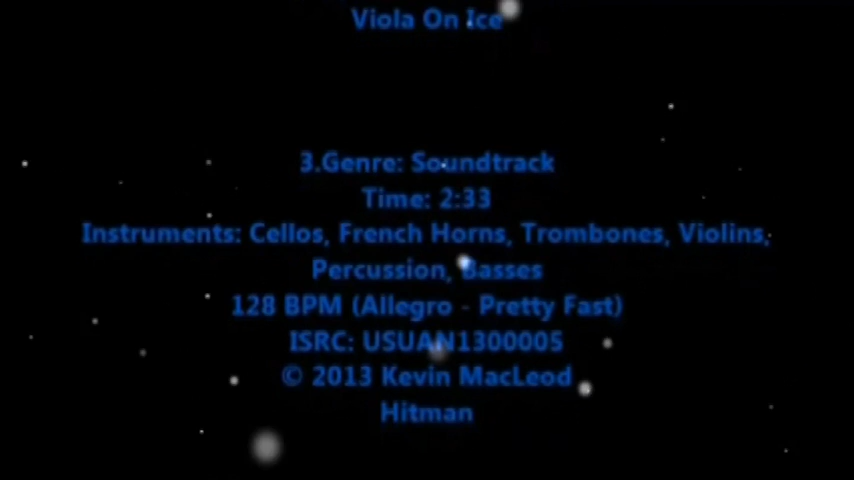 Viola On Ice
3.Genre: Soundtrack
Time: 2:33
Instruments: Cellos, French Horns, Trombones, Violins,
Percussion, Basses
128 BPM (Allegro - Pretty Fast)
ISRC: USUAN1300005
© 2013 Kevin MacLeod
Hitman